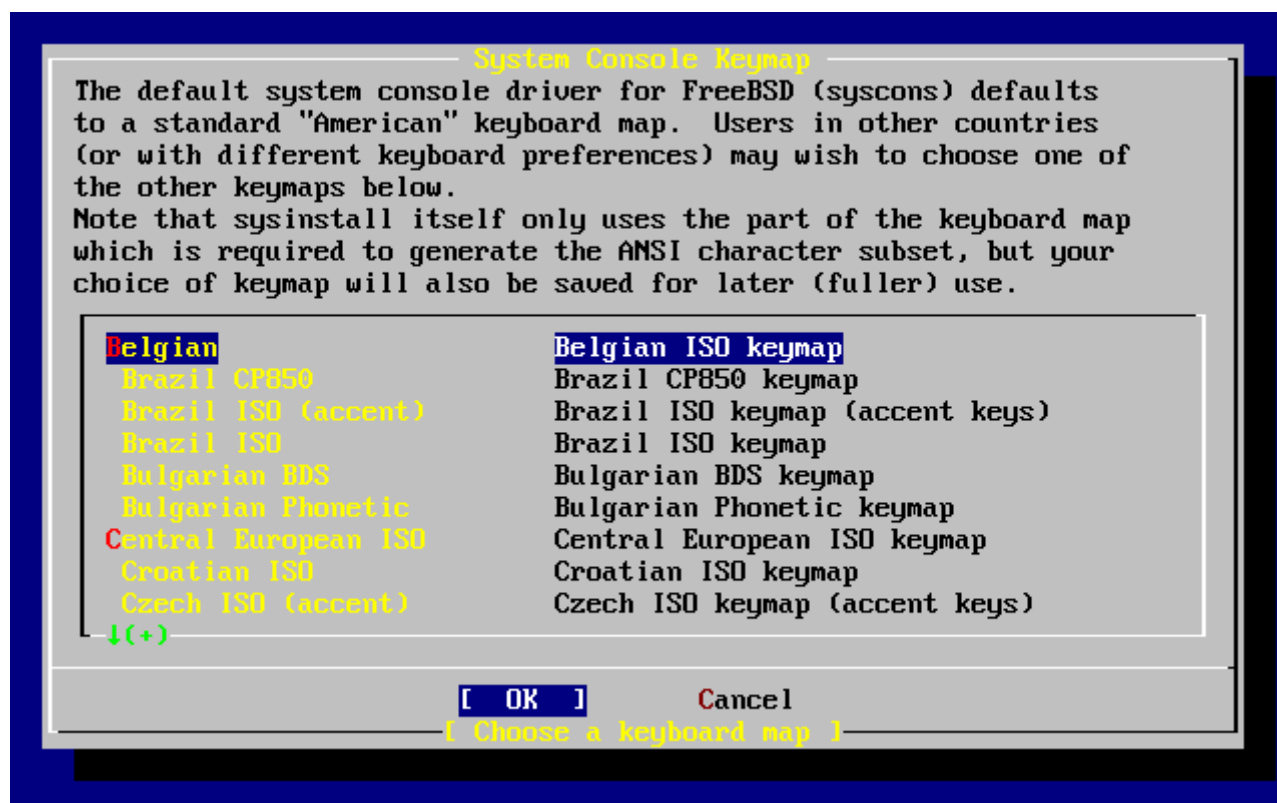 System Console Keymap
The default system console driver for FreeBSD (syscons) defaults
to a standard "American" keyboard map.  Users in other countries
(or with different keyboard preferences) may wish to choose one of
the other keymaps below.
Note that sysinstall itself only uses the part of the keyboard map
which is required to generate the ANSI character subset, but your
choice of keymap will also be saved for later (fuller) use.
Belgian Belgian ISO keymap
Brazil CP850 Brazil CP850 keymap
Brazil ISO (accent) Brazil ISO keymap (accent keys)
Brazil ISO Brazil ISO keymap
Bulgarian BDS Bulgarian BDS keymap
Bulgarian Phonetic Bulgarian Phonetic keymap
Central European ISO Central European ISO keymap
Croatian ISO Croatian ISO keymap
Czech ISO (accent) Czech ISO keymap (accent keys)
↓(+)
[ OK ] Cancel
[ Choose a keyboard map ]